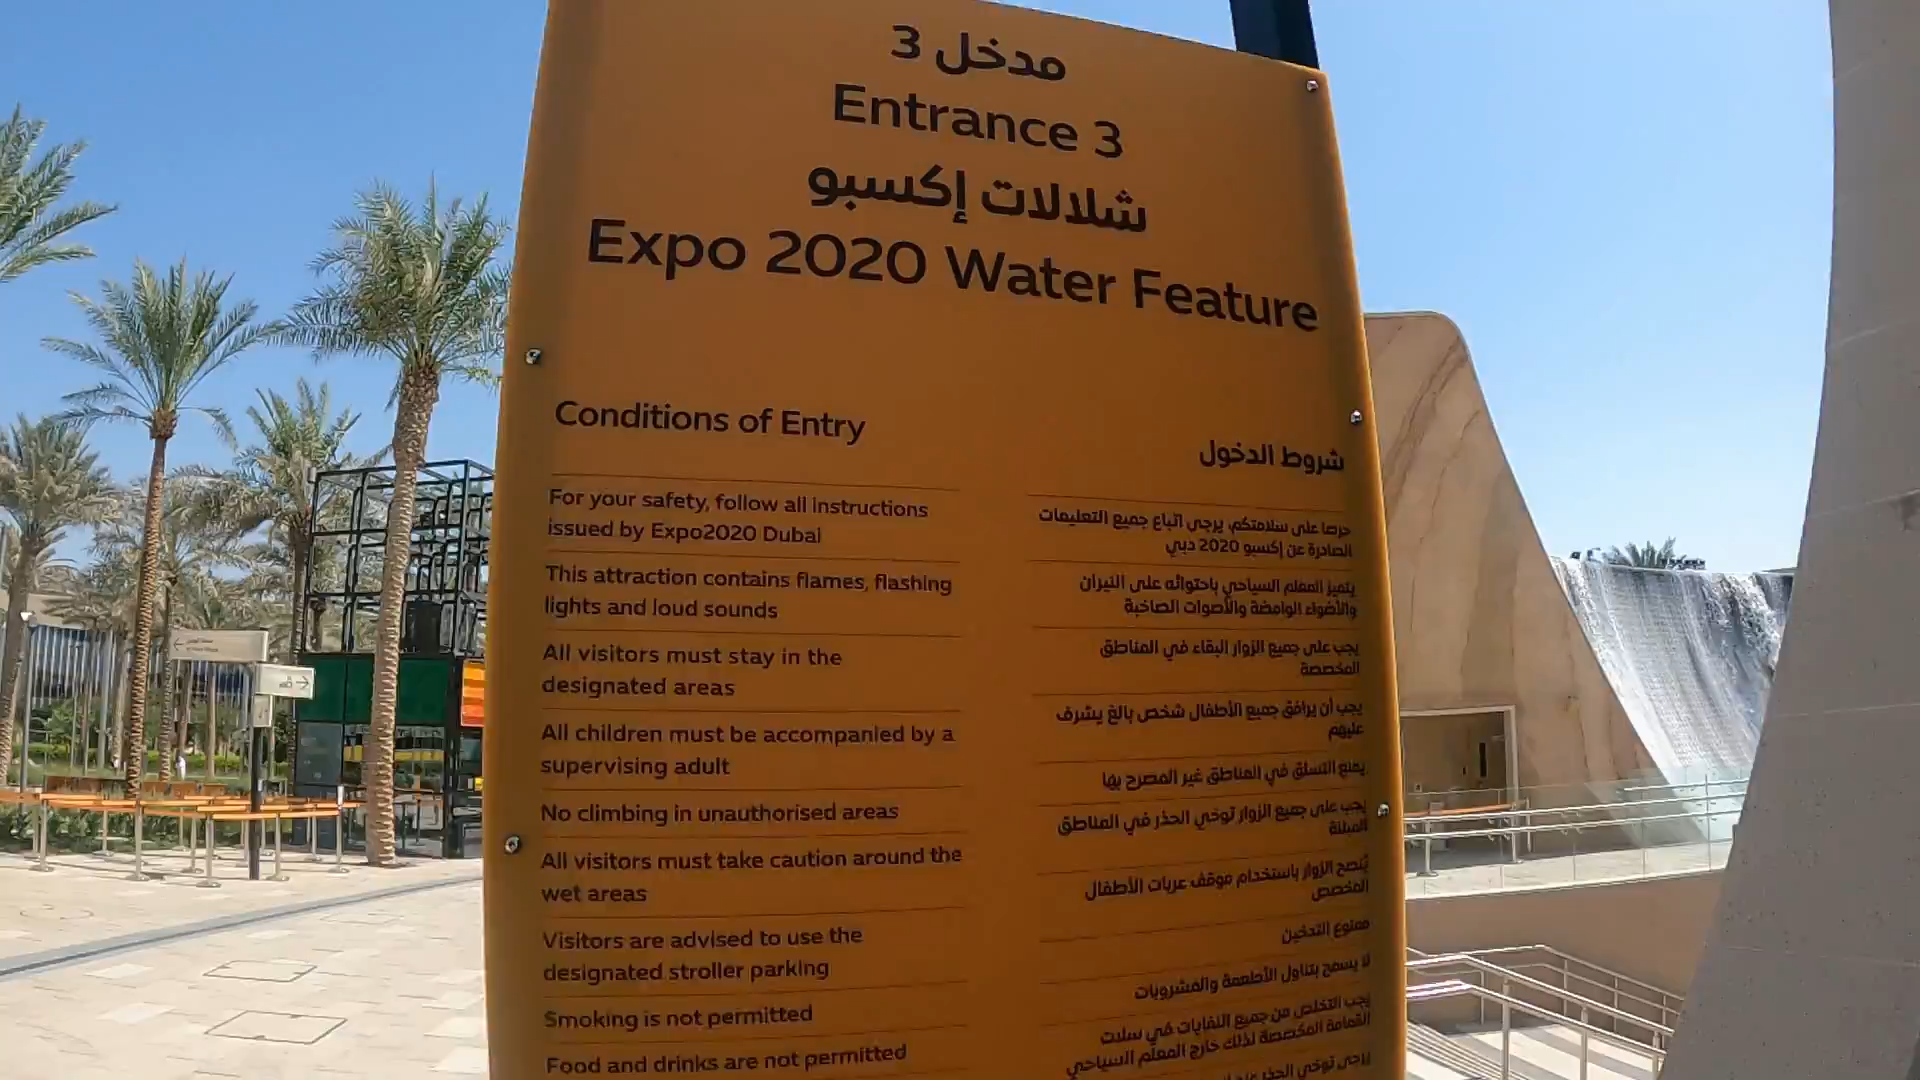 مدخل 3
Entrance 3
شلالات إكسبو
Expo 2020 Water Feature
Conditions of Entry
For your safety, follow all instructions
issued by Expo2020 Dubai
This attraction contains flames, flashing
lights and loud sounds
All visitors must stay in the
designated areas
All children must be accompanied by a
supervising adult
No climbing in unauthorised areas
All visitors must take caution around the
wet areas
Visitors are advised to use the
designated stroller parking
Smoking is not permitted
Food and drinks are not permitted
شروط الدخول
حرصا على سلامتكم، يرجى اتباع جميع التعليمات
الصادرة عن إكسبو 2020 دبي
يتميز المعلم السياحي باحتوائه على النيران
والأضواء الوامضة والأصوات الصاخبة
يجب على جميع الزوار البقاء في المناطق
المخصصة
يجب أن يرافق جميع الأطفال شخص بالغ يشرف
عليهم
يمنع التسلق في المناطق غير المصرح بها
يجب على جميع الزوار توخي الحذر في المناطق
المبللة
يُنصح الزوار باستخدام موقف عربات الأطفال
المخصص
ممنوع التدخين
لا يسمح بتناول الأطعمة والمشروبات
يجب التخلص من جميع النفايات في سلات
القمامة المخصصة لذلك خارج المعلم السياحي
يرجى توخي الحذر